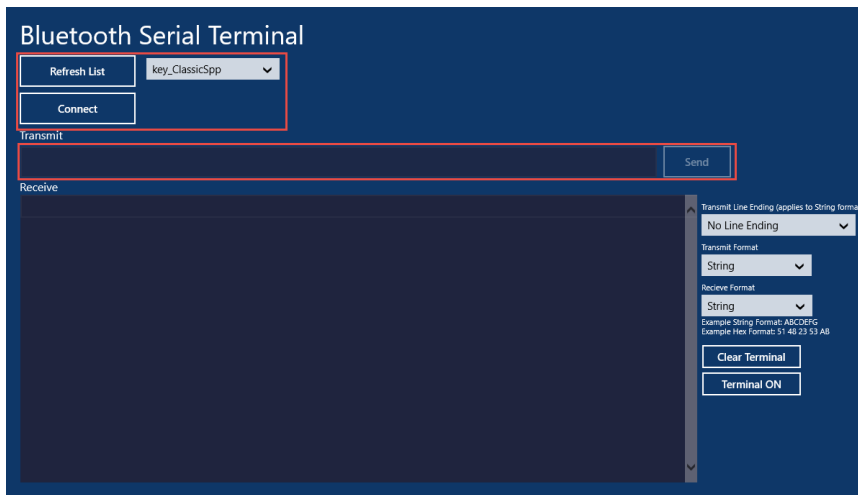 Bluetooth Serial Terminal
Refresh List
key_ClassicSpp
Connect
Transmit
Send
Receive
Transmit Line Ending (applies to String forma
No Line Ending
Transmit Format
String
Recieve Format
String
Example String Format: ABCDEFG
Example Hex Format: 51 48 23 53 AB
Clear Terminal
Terminal ON